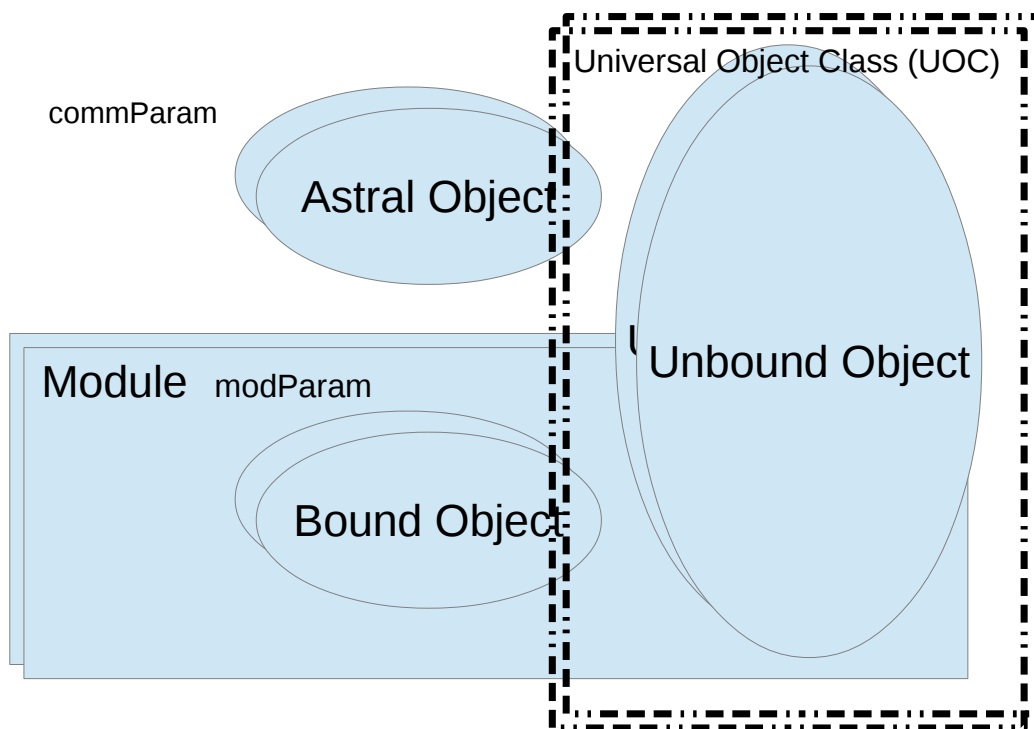 Universal Object Class (UOC)
commParam
Astral Object
Unbound Object
Module modParam
Bound Object